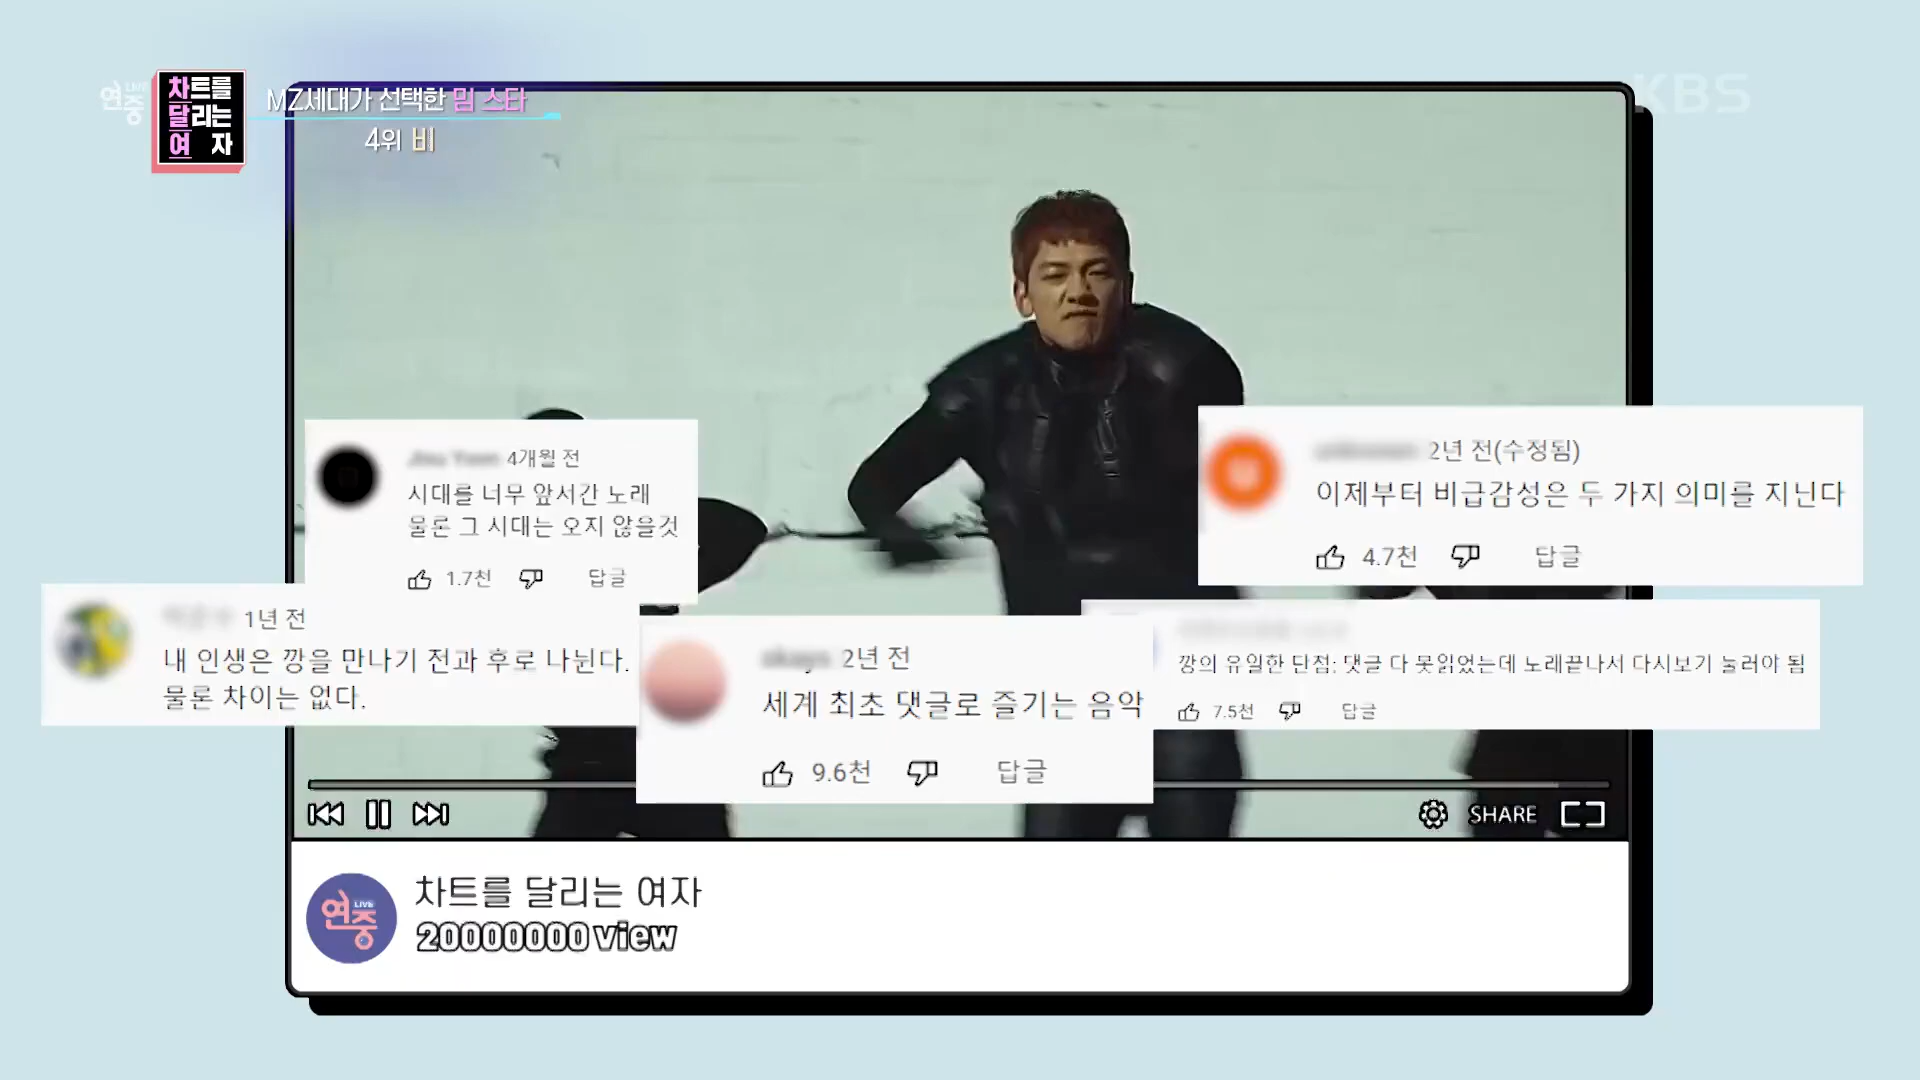 연중 LIVE
차트를
달리는
여 자
MZ세대가 선택한 밈 스타
4위 비
KBS
4개월 전
시대를 너무 앞서간 노래
물론 그 시대는 오지 않을것
1.7천 답글
2년 전(수정됨)
이제부터 비급감성은 두 가지 의미를 지닌다
4.7천 답글
1년 전
내 인생은 깡을 만나기 전과 후로 나뉜다.
물론 차이는 없다.
2년 전
세계 최초 댓글로 즐기는 음악
9.6천 답글
깡의 유일한 단점: 댓글 다 못읽었는데 노래끝나서 다시보기 눌러야 됨
7.5천 답글
SHARE
연중 LIVE
차트를 달리는 여자
20000000 view